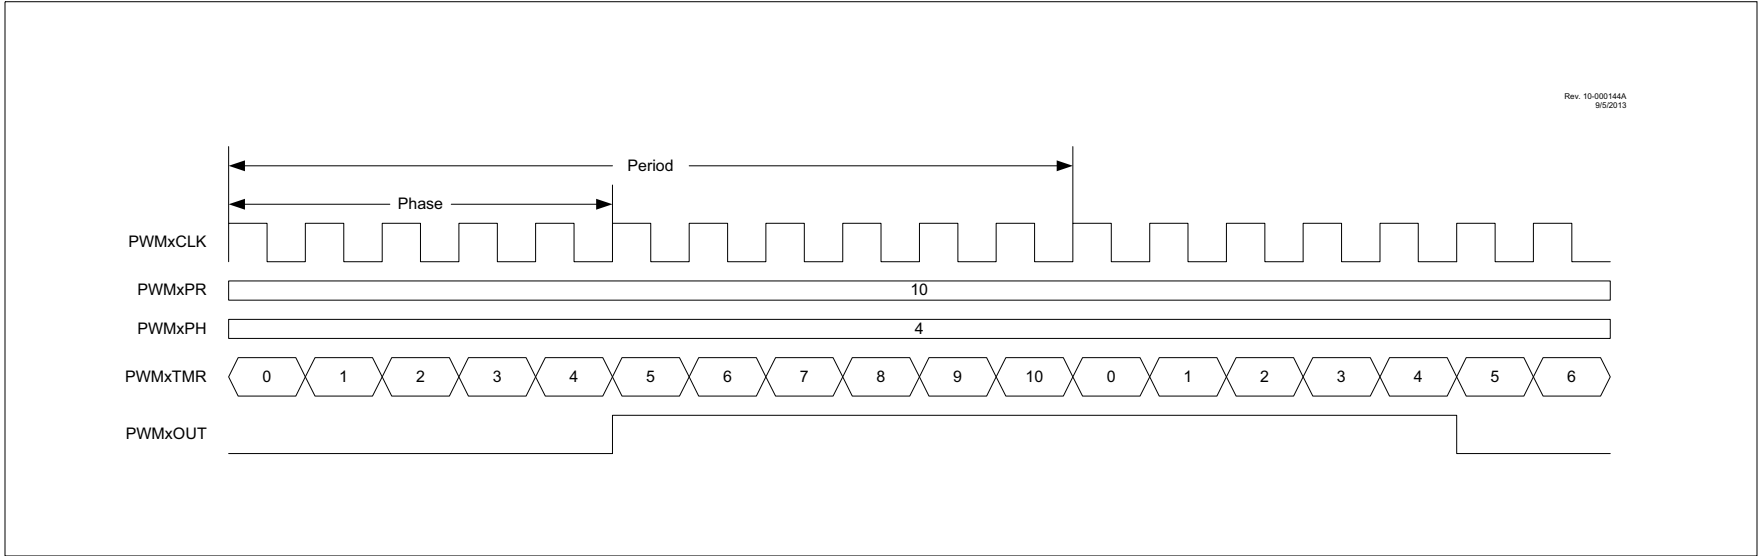 Rev. 10-000144A
9/5/2013
Period
Phase
PWMxCLK
PWMxPR 10
PWMxPH 4
PWMxTMR 0 1 2 3 4 5 6 7 8 9 10 0 1 2 3 4 5 6
PWMxOUT